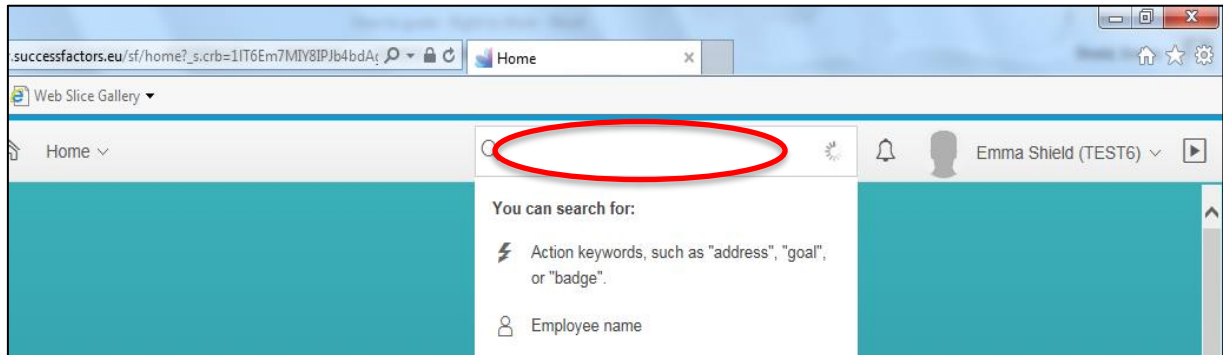 .successfactors.eu/sf/home?_s.crb=1IT6Em7MIY8IPJb4bdAç
Home
Web Slice Gallery
Home
Emma Shield (TEST6)
You can search for:
Action keywords, such as "address", "goal",
or "badge".
Employee name